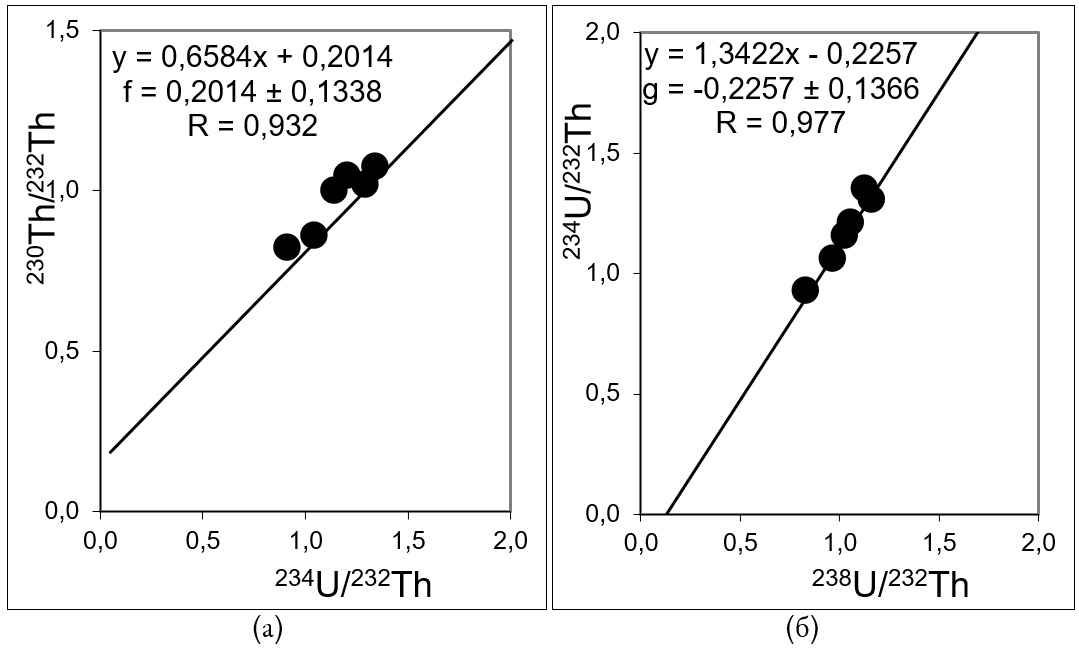 1,5
y = 0,6584x + 0,2014
f = 0,2014 ± 0,1338
R = 0,932
²³⁰Th/²³²Th
1,0
0,5
0,0
0,0 0,5 1,0 1,5 2,0
²³⁴U/²³²Th
(а)
2,0
y = 1,3422x - 0,2257
g = -0,2257 ± 0,1366
R = 0,977
²³⁴U/²³²Th
1,5
1,0
0,5
0,0
0,0 0,5 1,0 1,5 2,0
²³⁸U/²³²Th
(б)